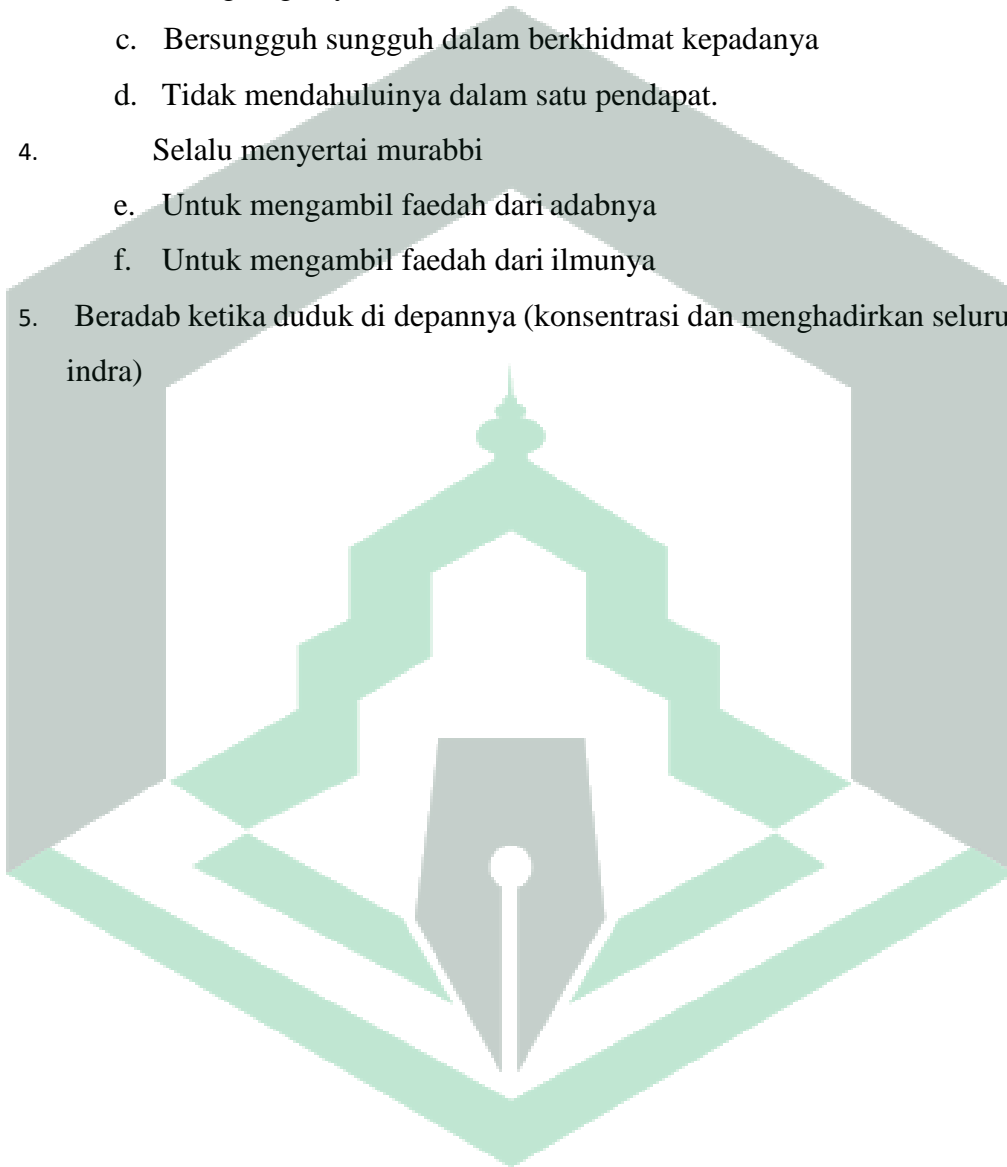 c. Bersungguh sungguh dalam berkhidmat kepadanya
d. Tidak mendahuluinya dalam satu pendapat.
4. Selalu menyertai murabbi
e. Untuk mengambil faedah dari adabnya
f. Untuk mengambil faedah dari ilmunya
5. Beradab ketika duduk di depannya (konsentrasi dan menghadirkan
indra)